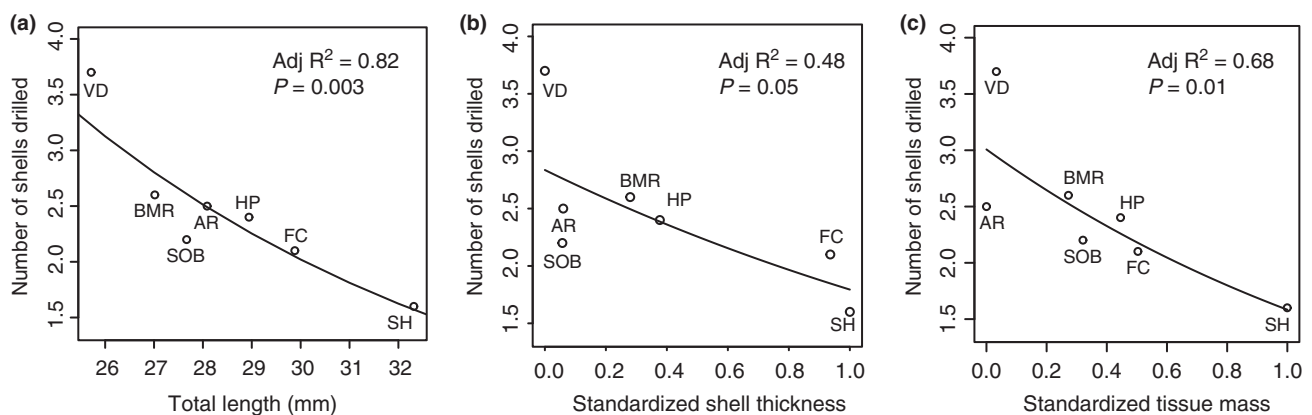 (a)
Number of shells drilled
4.0
3.5
3.0
2.5
2.0
1.5
Adj R² = 0.82
P = 0.003
VD
BMR
SOB
AR
HP
FC
SH
26 27 28 29 30 31 32
Total length (mm)
(b)
Number of shells drilled
4.0
3.5
3.0
2.5
2.0
1.5
Adj R² = 0.48
P = 0.05
VD
BMR
HP
AR
SOB
FC
SH
0.0 0.2 0.4 0.6 0.8 1.0
Standardized shell thickness
(c)
Number of shells drilled
4.0
3.5
3.0
2.5
2.0
1.5
Adj R² = 0.68
P = 0.01
VD
BMR
HP
AR
SOB
FC
SH
0.0 0.2 0.4 0.6 0.8 1.0
Standardized tissue mass